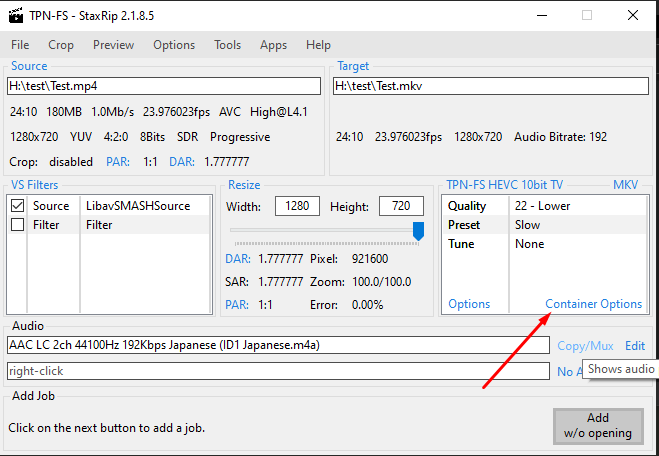 TPN-FS - StaxRip 2.1.8.5
File Crop Preview Options Tools Apps Help
Source
H:\test\Test.mp4
24:10 180MB 1.0Mb/s 23.976023fps AVC High@L4.1
1280x720 YUV 4:2:0 8Bits SDR Progressive
Crop: disabled PAR: 1:1 DAR: 1.777777
Target
H:\test\Test.mkv
24:10 23.976023fps 1280x720 Audio Bitrate: 192
VS Filters
Source LibavSMASHSource
Filter Filter
Resize
Width: 1280 Height: 720
DAR: 1.777777 Pixel: 921600
SAR: 1.777777 Zoom: 100.0/100.0
PAR: 1:1 Error: 0.00%
TPN-FS HEVC 10bit TV MKV
Quality 22 - Lower
Preset Slow
Tune None
Options Container Options
Audio
AAC LC 2ch 44100Hz 192Kbps Japanese (ID1 Japanese.m4a) Copy/Mux Edit
right-click No A
Shows audio
Add Job
Click on the next button to add a job.
Add
w/o opening